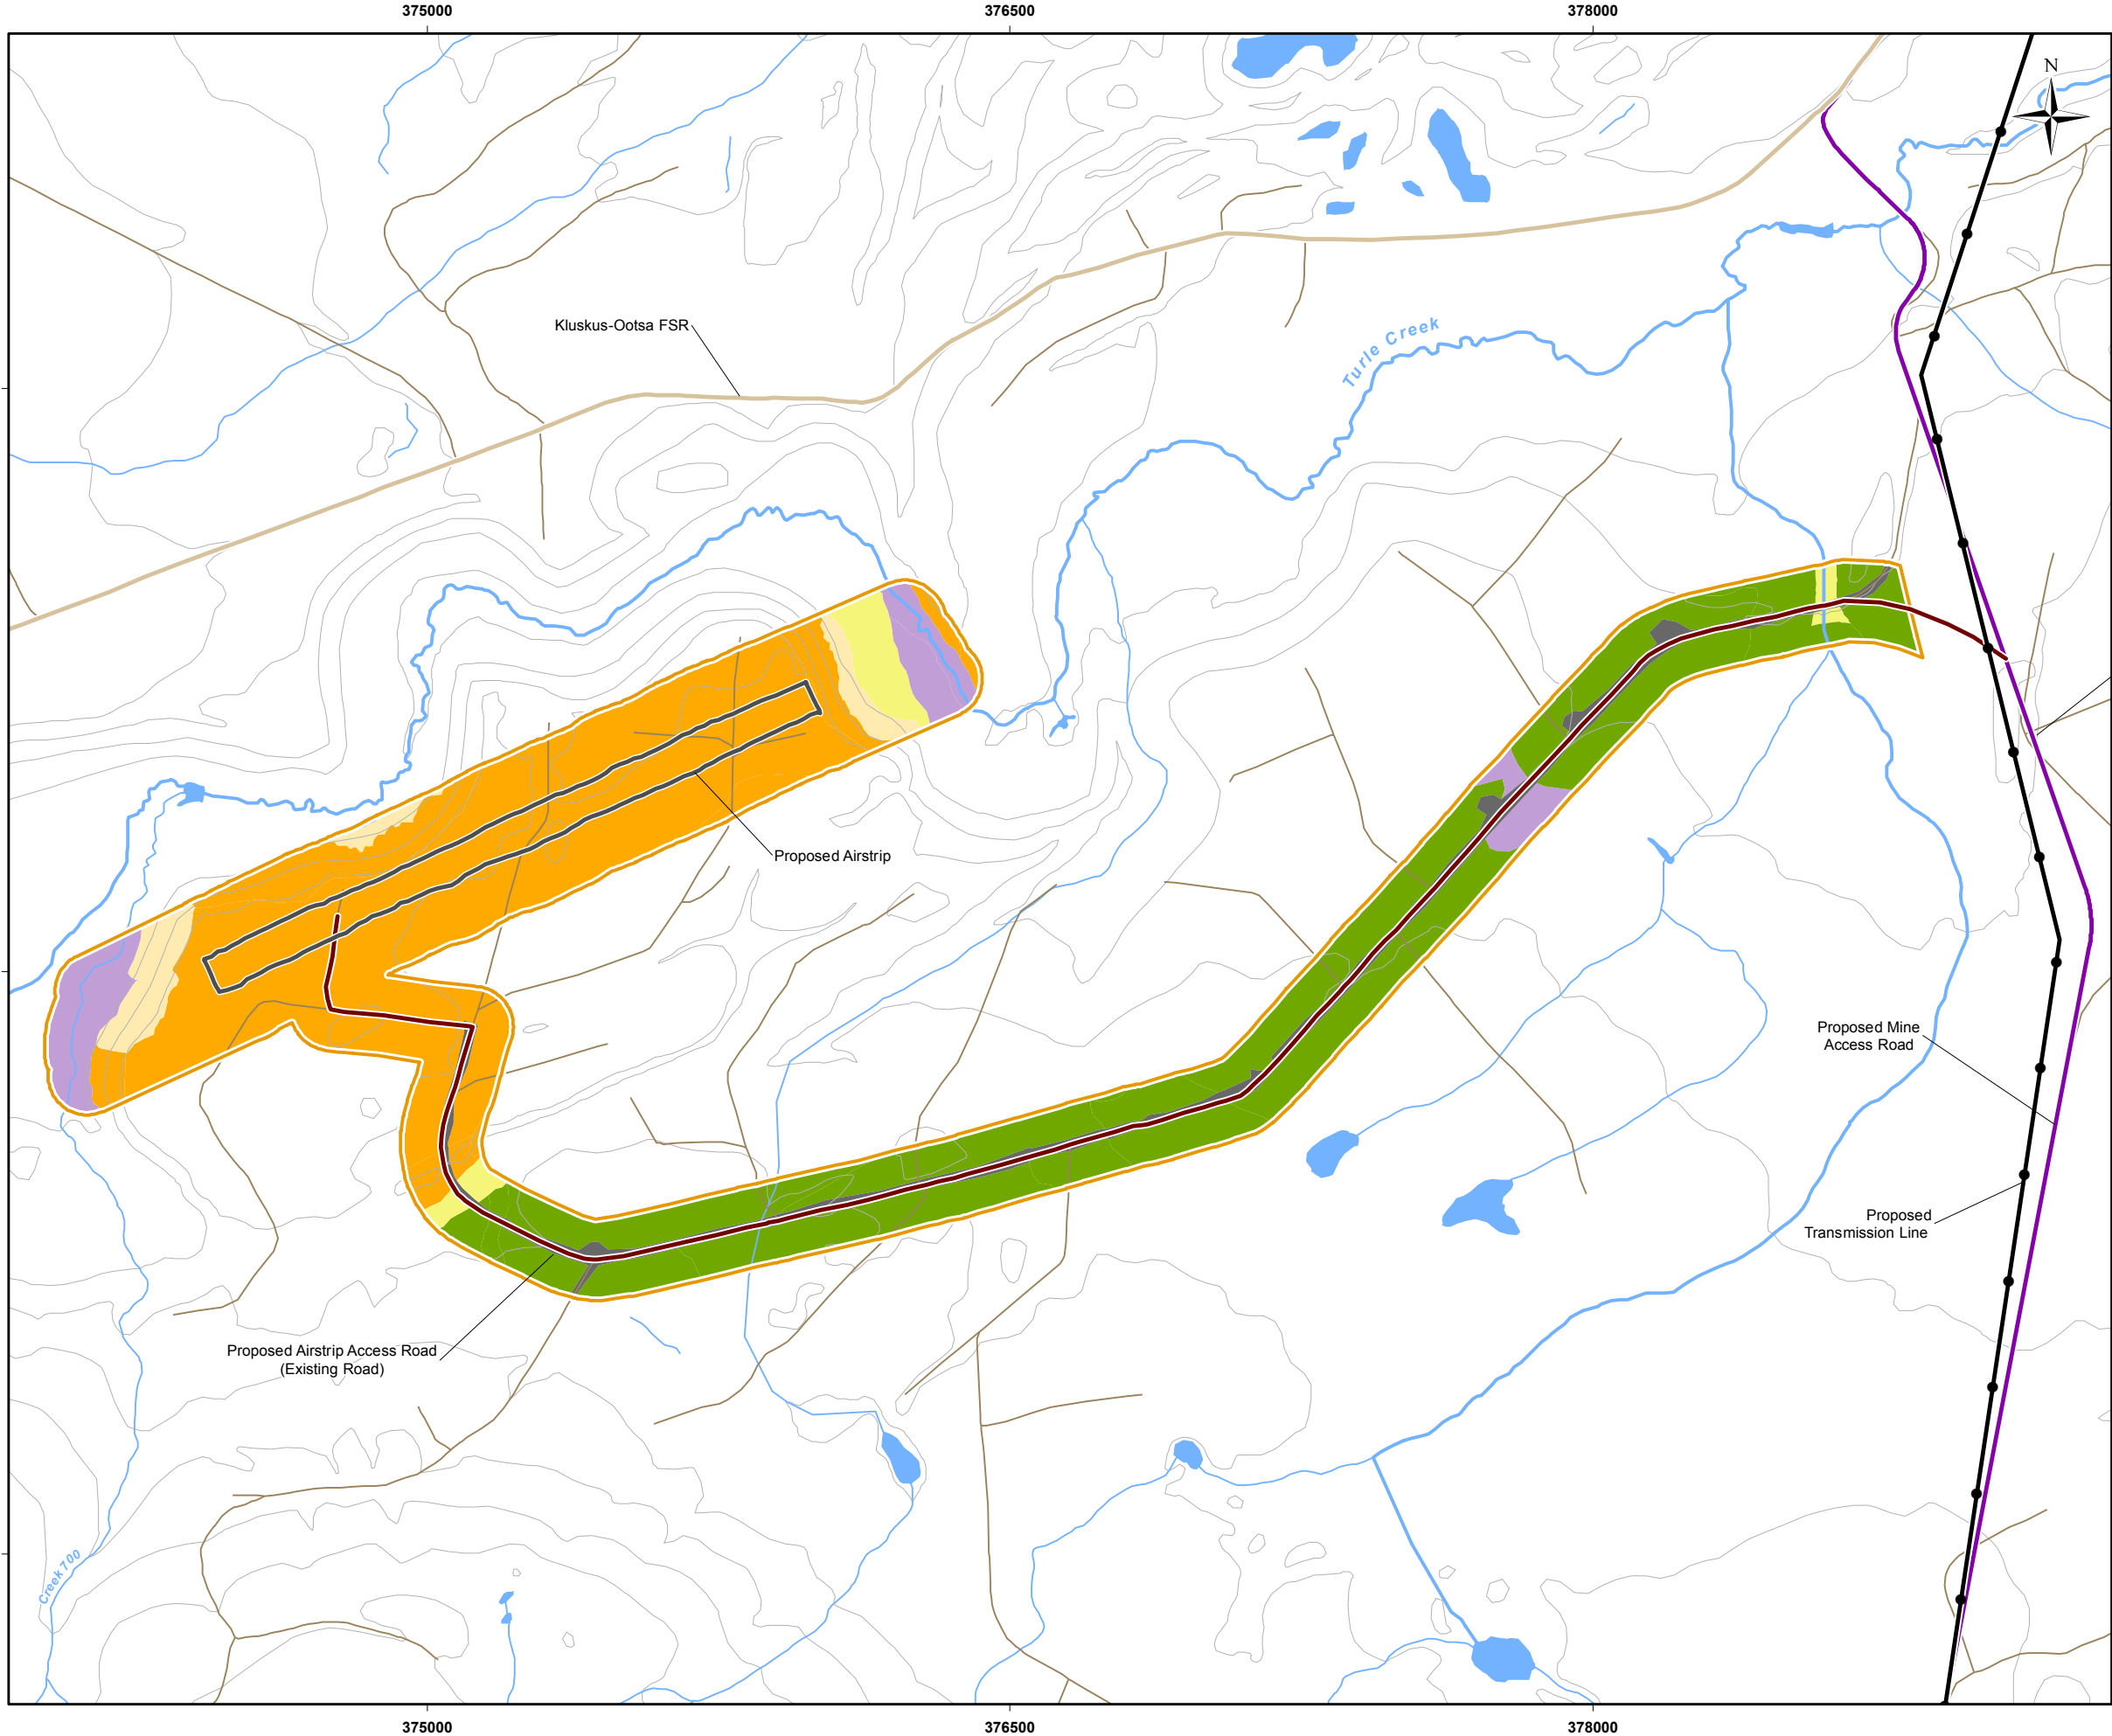 375000
376500
378000
N
Kluskus-Ootsa FSR
Turle Creek
Proposed Airstrip
Proposed Mine
Access Road
Proposed
Transmission Line
Proposed Airstrip Access Road
(Existing Road)
Creek 700
375000
376500
378000